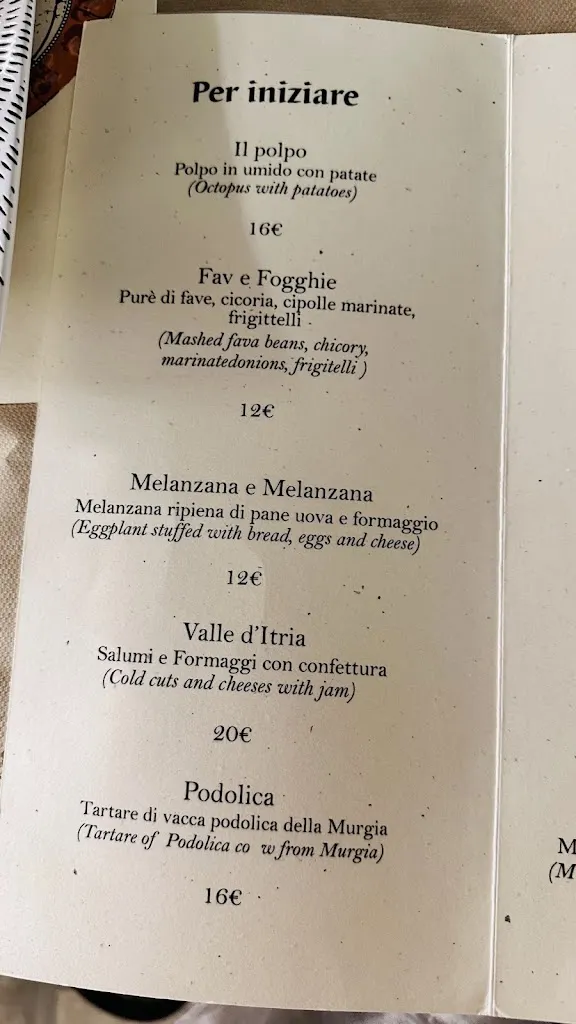 Per iniziare
Il polpo
Polpo in umido con patate
(Octopus with patatoes)
16€
Fav e Fogghie
Purè di fave, cicoria, cipolle marinate,
frigittelli
(Mashed fava beans, chicory,
marinatedonions, frigitelli )
12€
Melanzana e Melanzana
Melanzana ripiena di pane uova e formaggio
(Eggplant stuffed with bread, eggs and cheese)
12€
Valle d'Itria
Salumi e Formaggi con confettura
(Cold cuts and cheeses with jam)
20€
Podolica
Tartare di vacca podolica della Murgia
(Tartare of Podolica co w from Murgia)
16€
M
(M